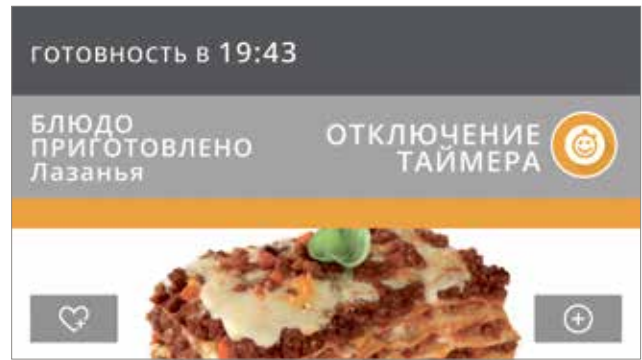 ГОТОВНОСТЬ В 19:43
БЛЮДО
ПРИГОТОВЛЕНО
Лазанья
ОТКЛЮЧЕНИЕ
ТАЙМЕРА